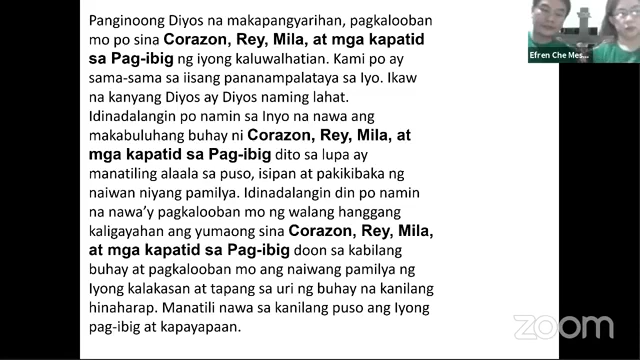 Panginoong Diyos na makapangyarihan, pagkalooban
mo po sina Corazon, Rey, Mila, at mga kapatid
sa Pag-ibig ng iyong kaluwalhatian. Kami po ay
sama-sama sa iisang pananampalataya sa Iyo. Ikaw
na kanyang Diyos ay Diyos naming lahat.
Idinadalangin po namin sa Inyo na nawa ang
makabuluhang buhay ni Corazon, Rey, Mila, at
mga kapatid sa Pag-ibig dito sa lupa ay
manatiling alaala sa puso, isipan at pakikibaka ng
naiwan niyang pamilya. Idinadalangin din po namin
na nawa'y pagkalooban mo ng walang hanggang
kaligayahan ang yumaong sina Corazon, Rey, Mila,
at mga kapatid sa Pag-ibig doon sa kabilang
buhay at pagkalooban mo ang naiwang pamilya ng
Iyong kalakasan at tapang sa uri ng buhay na kanilang
hinaharap. Manatili nawa sa kanilang puso ang Iyong
pag-ibig at kapayapaan.
Efren Che Mes...
zoom